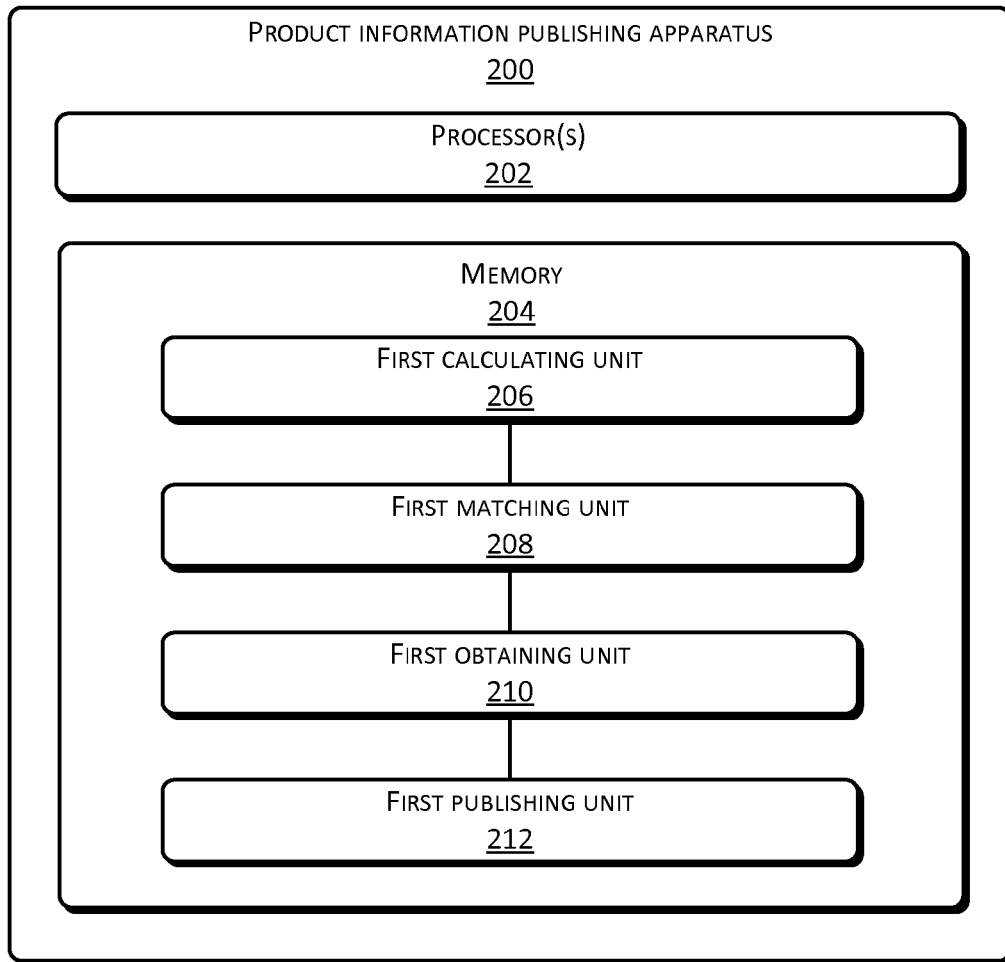 PRODUCT INFORMATION PUBLISHING APPARATUS
200
PROCESSOR(S)
202
MEMORY
204
FIRST CALCULATING UNIT
206
FIRST MATCHING UNIT
208
FIRST OBTAINING UNIT
210
FIRST PUBLISHING UNIT
212